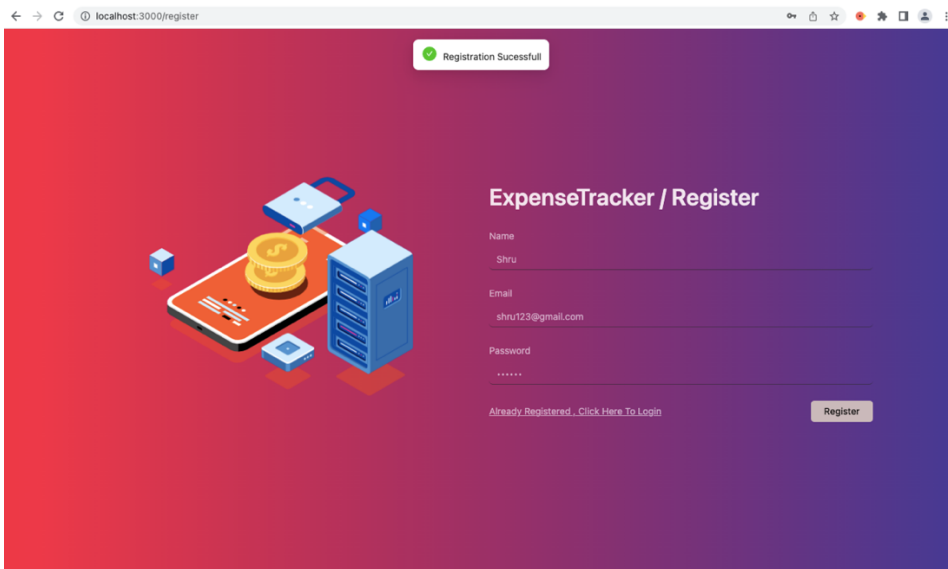 localhost:3000/register
Registration Sucessfull
ExpenseTracker / Register
Name
Shru
Email
shru123@gmail.com
Password
······
Already Registered , Click Here To Login
Register